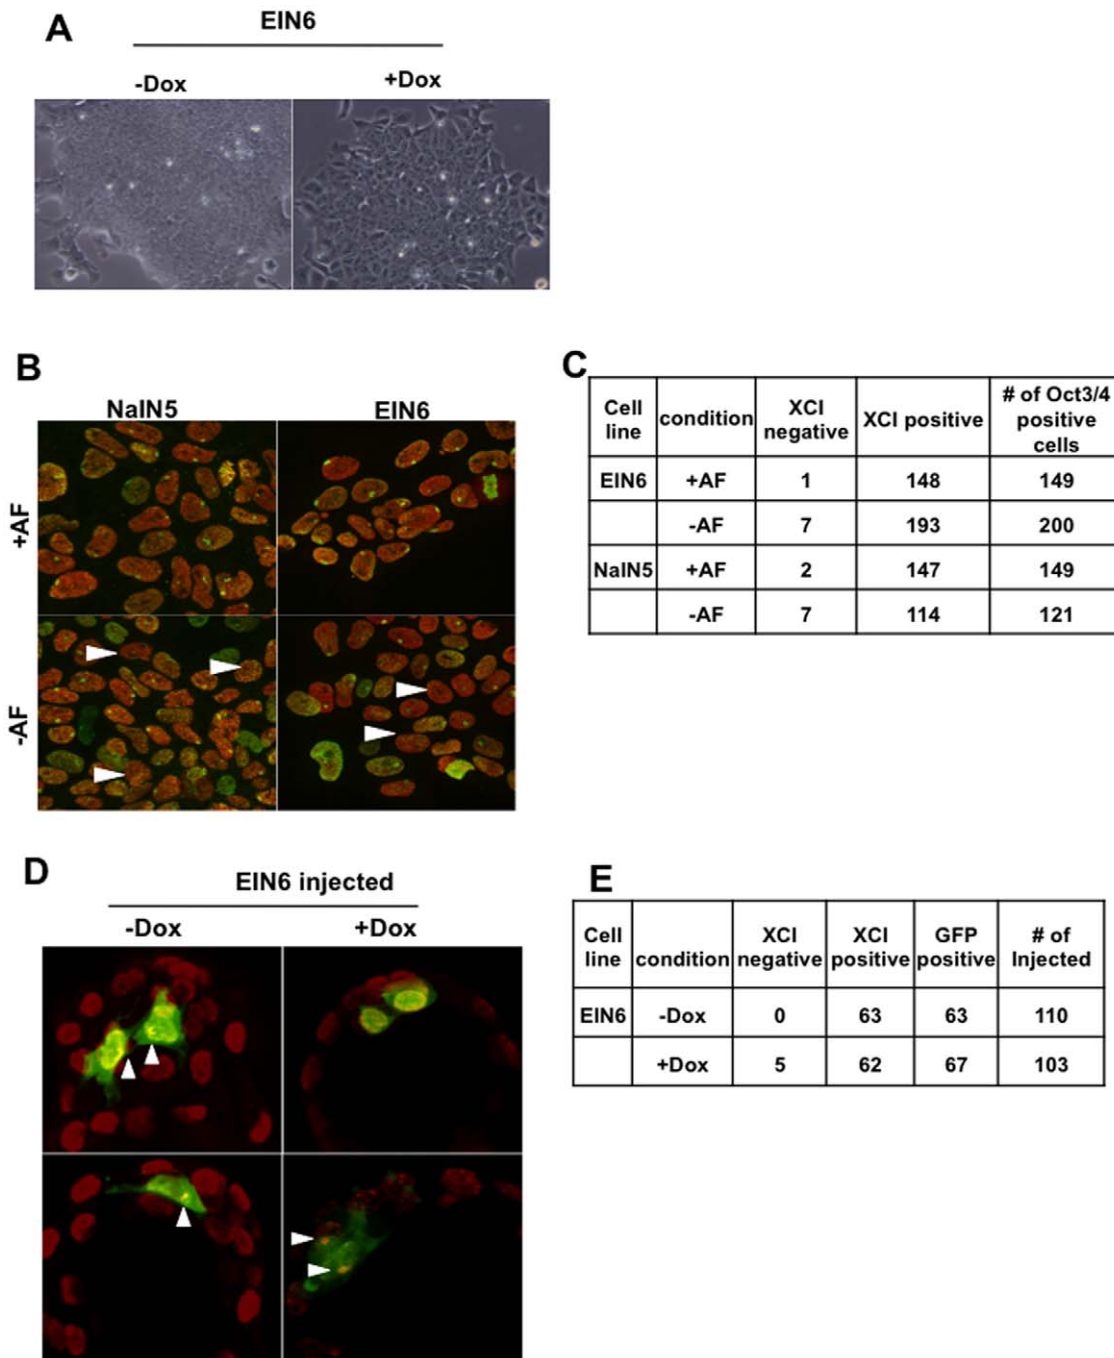 A
EIN6
-Dox +Dox
B
NaIN5 EIN6
+AF
-AF
C
Cell line condition XCI negative XCI positive # of Oct3/4 positive cells
EIN6 +AF 1 148 149
-AF 7 193 200
NaIN5 +AF 2 147 149
-AF 7 114 121
D
EIN6 injected
-Dox +Dox
E
Cell line condition XCI negative XCI positive GFP positive # of Injected
EIN6 -Dox 0 63 63 110
+Dox 5 62 67 103